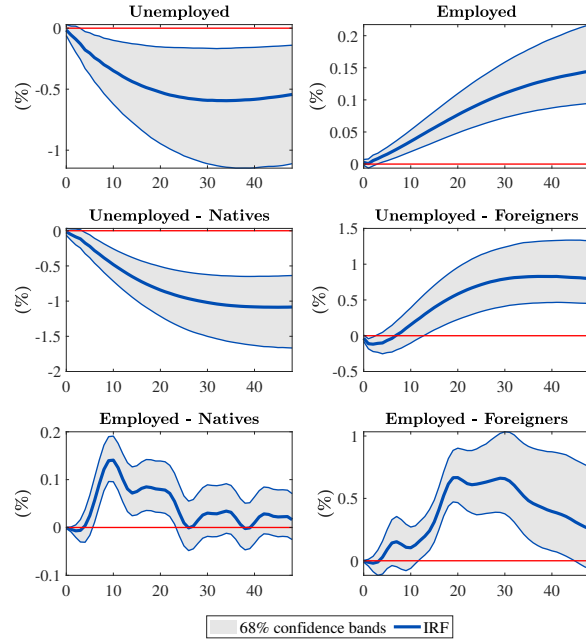 Unemployed
(%)
0
-0.5
-1
0 10 20 30 40
Employed
(%)
0.2
0.15
0.1
0.05
0
0 10 20 30 40
Unemployed - Natives
(%)
0
-0.5
-1
-1.5
-2
0 10 20 30 40
Unemployed - Foreigners
(%)
1.5
1
0.5
0
-0.5
0 10 20 30 40
Employed - Natives
(%)
0.2
0.1
0
-0.1
0 10 20 30 40
Employed - Foreigners
(%)
1
0.5
0
0 10 20 30 40
68% confidence bands IRF